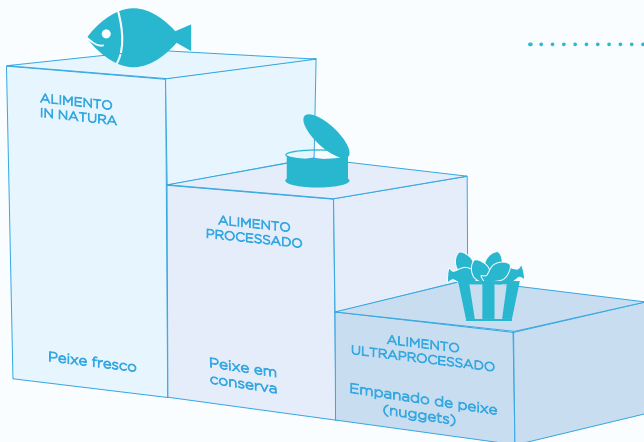 ALIMENTO
IN NATURA
Peixe fresco
ALIMENTO
PROCESSADO
Peixe em
conserva
ALIMENTO
ULTRAPROCESSADO
Empanado de peixe
(nuggets)